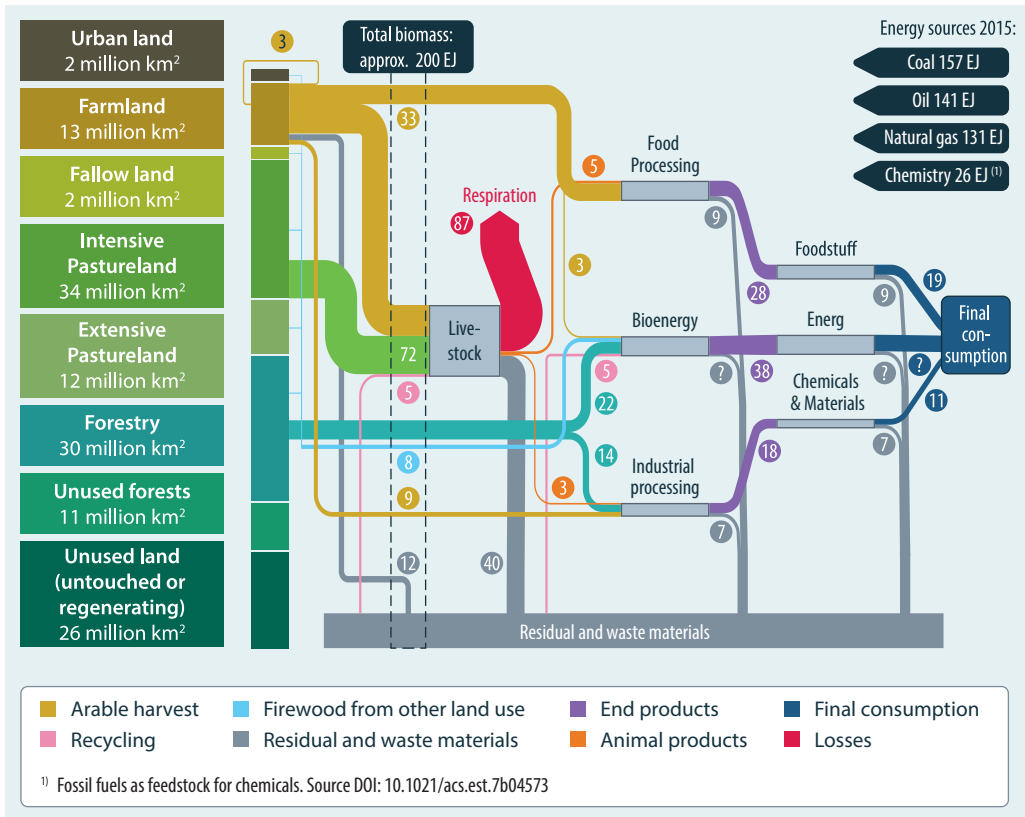 Urban land
2 million km²
Farmland
13 million km²
Fallow land
2 million km²
Intensive
Pastureland
34 million km²
Extensive
Pastureland
12 million km²
Forestry
30 million km²
Unused forests
11 million km²
Unused land
(untouched or
regenerating)
26 million km²
3
Total biomass:
approx. 200 EJ
33
Respiration
87
72
Live-
stock
5
8
9
12
40
5
3
Food
Processing
9
Bioenergy
5
?
22
14
3
Industrial
processing
7
28
38
18
Foodstuff
9
Energ
?
Chemicals
& Materials
7
19
?
11
Final
con-
sumption
Energy sources 2015:
Coal 157 EJ
Oil 141 EJ
Natural gas 131 EJ
Chemistry 26 EJ (1)
Residual and waste materials
Arable harvest
Firewood from other land use
End products
Final consumption
Recycling
Residual and waste materials
Animal products
Losses
1) Fossil fuels as feedstock for chemicals. Source DOI: 10.1021/acs.est.7b04573